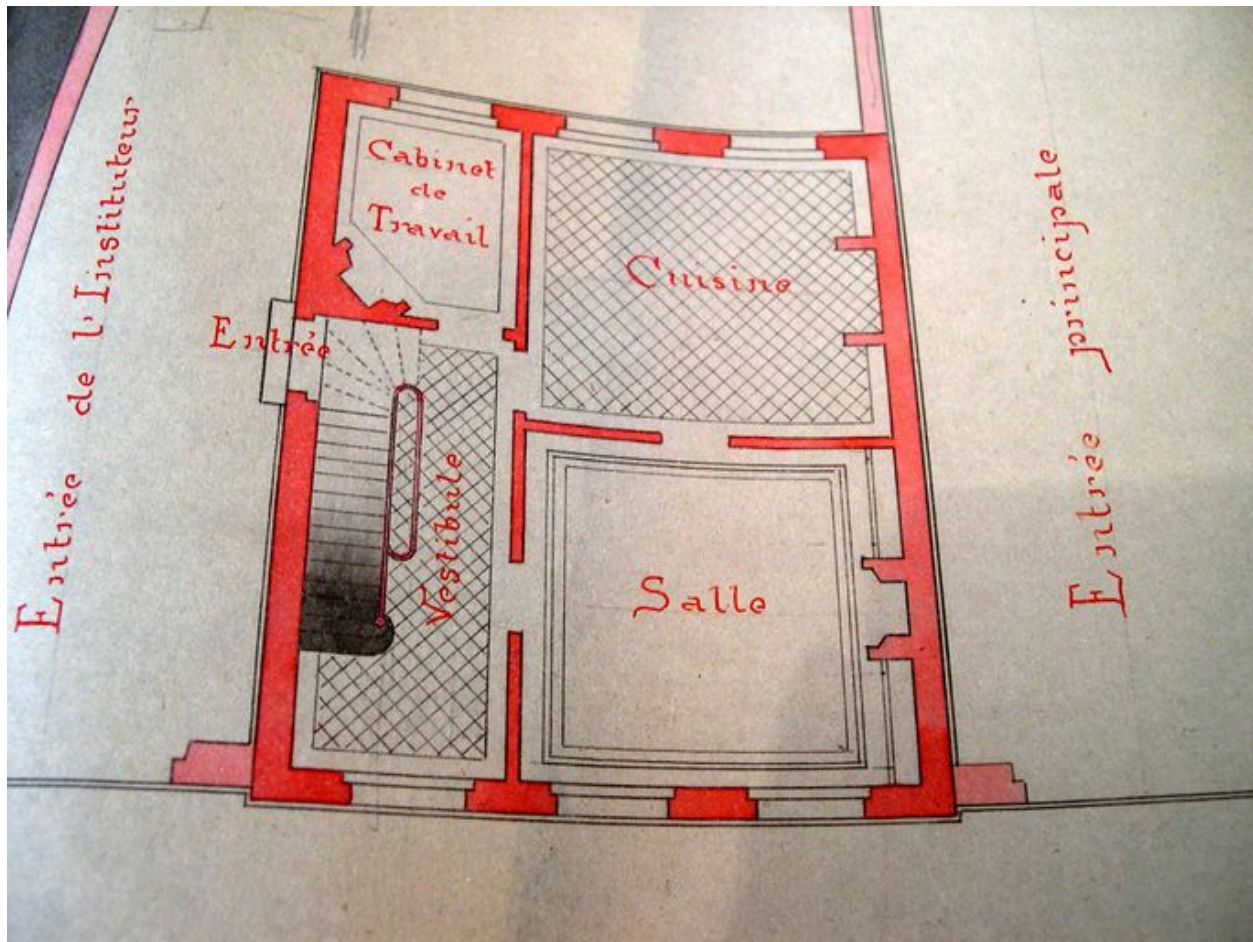 Entrée de l'Instituteur
Cabinet
de
Travail
Cuisine
Entrée
Vestibule
Salle
Entrée principale